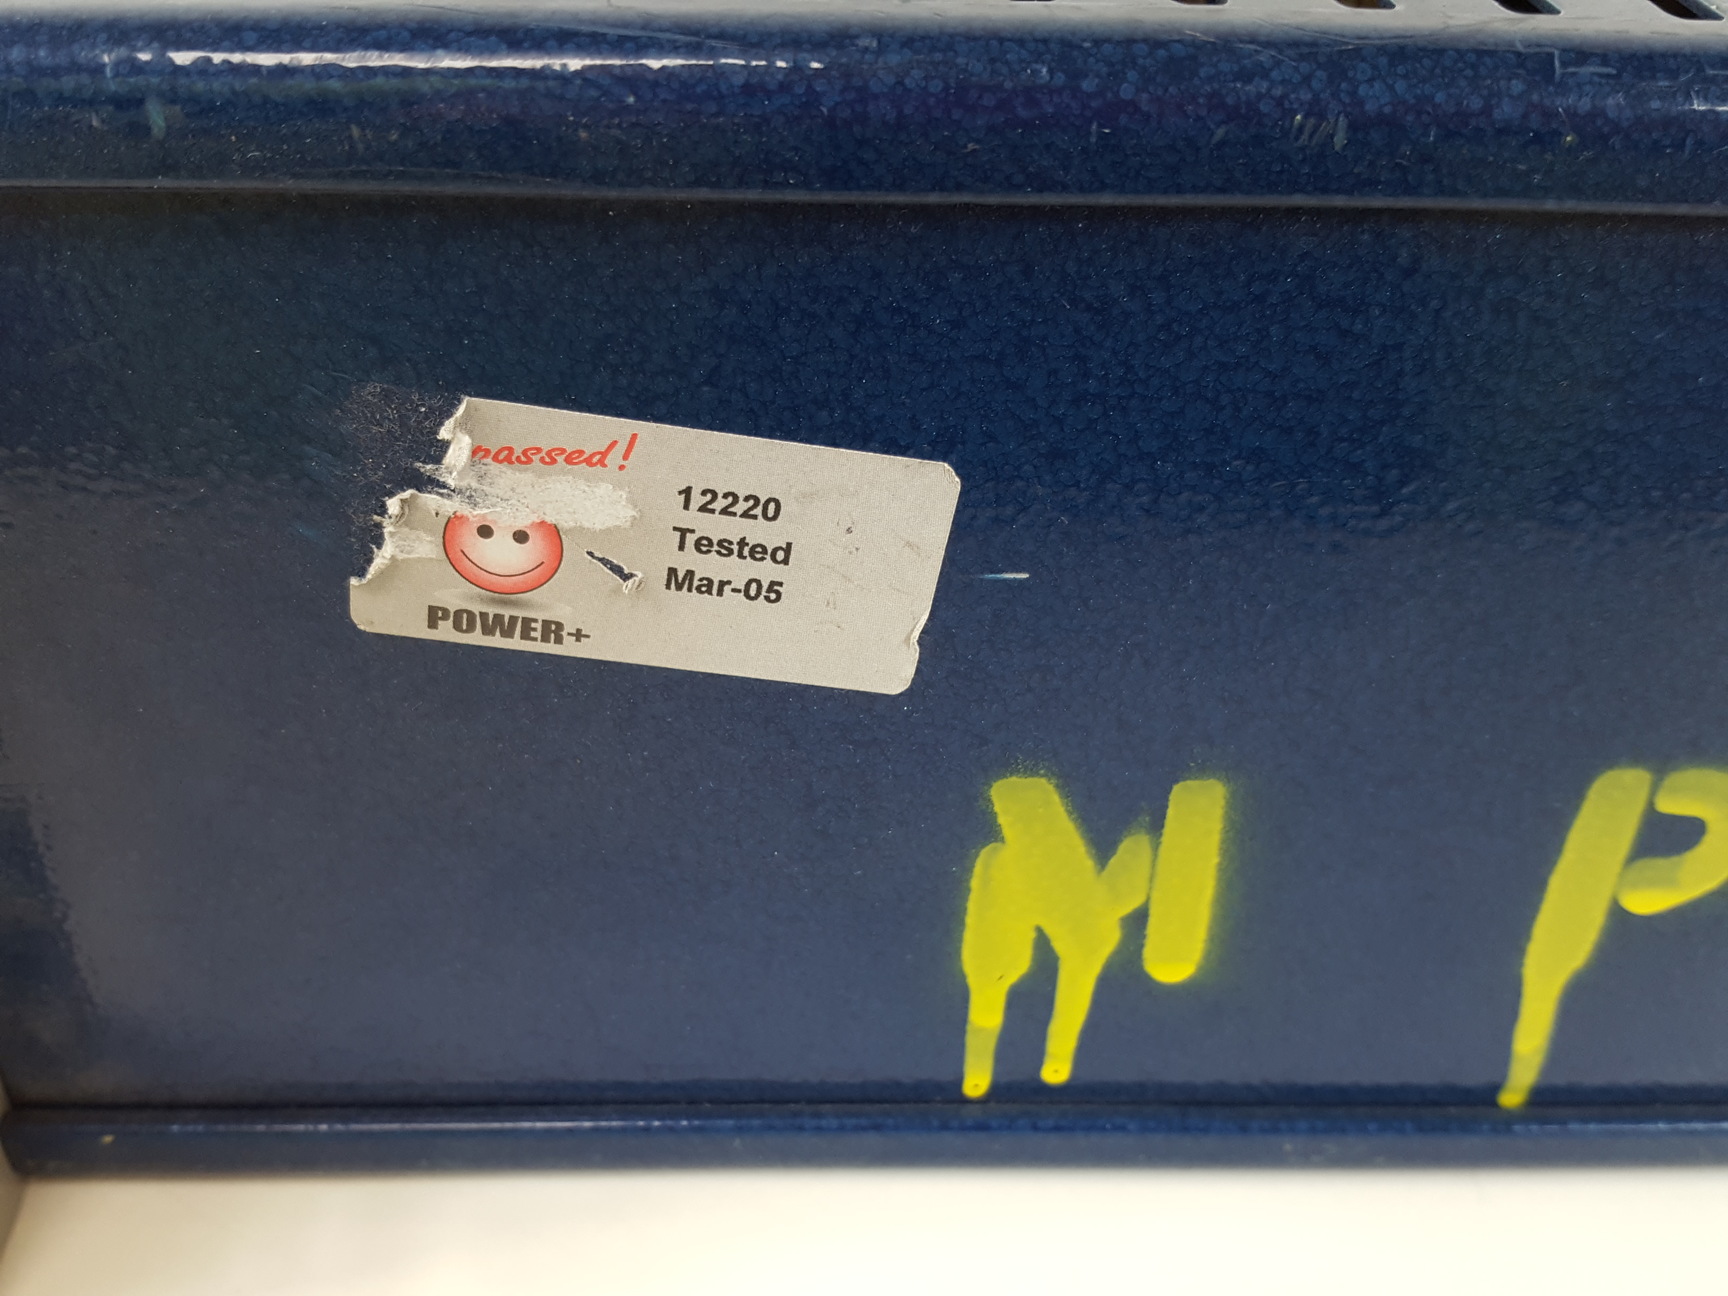 passed!
12220
Tested
Mar-05
POWER+
M P